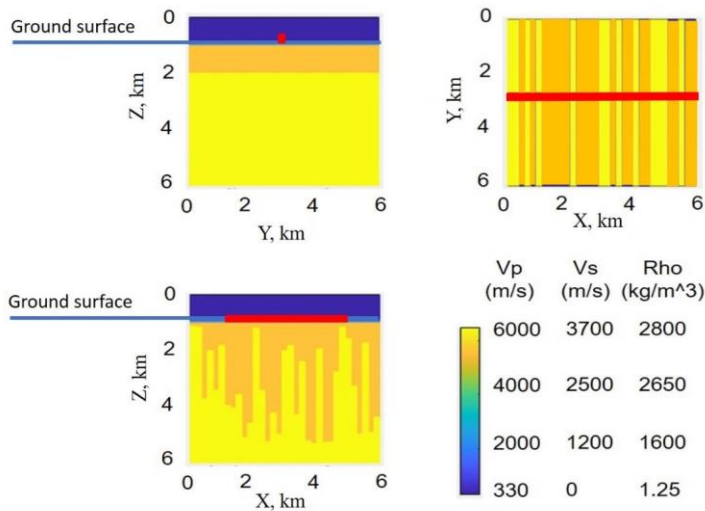 Ground surface
0
2
4
6
Z, km
0 2 4 6
Y, km
0
2
4
6
Y, km
0 2 4 6
X, km
Ground surface
0
2
4
6
Z, km
0 2 4 6
X, km
Vp Vs Rho
(m/s) (m/s) (kg/m^3)
6000 3700 2800
4000 2500 2650
2000 1200 1600
330 0 1.25